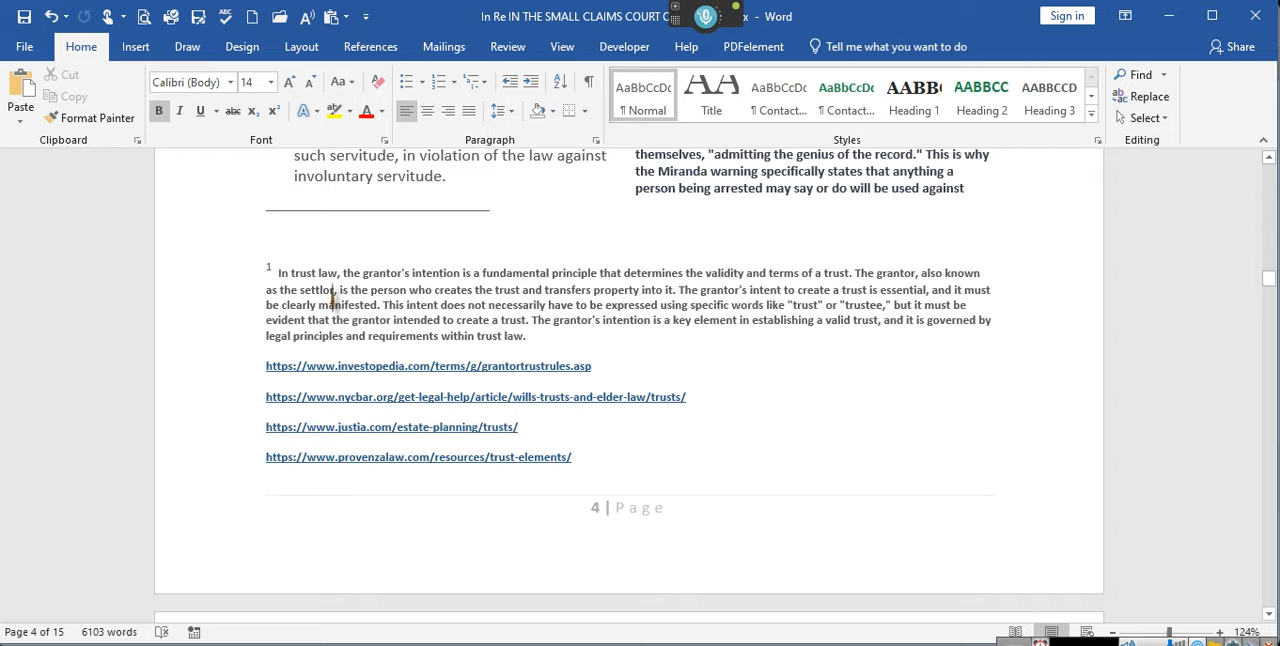 In Re IN THE SMALL CLAIMS COURT - Word
Sign in
File Home Insert Draw Design Layout References Mailings Review View Developer Help PDFelement Tell me what you want to do Share
Paste Cut Copy Format Painter
Calibri (Body) 14
Find Replace Select
AaBbCcDc ¶ Normal
AA Title
AaBbCcDc ¶ Contact...
AaBbCcDc ¶ Contact...
AABBC Heading 1
AABBCC Heading 2
AABBCCD Heading 3
Clipboard Font Paragraph Styles Editing
such servitude, in violation of the law against
involuntary servitude.
themselves, "admitting the genius of the record." This is why
the Miranda warning specifically states that anything a
person being arrested may say or do will be used against
1 In trust law, the grantor's intention is a fundamental principle that determines the validity and terms of a trust. The grantor, also known
as the settlor, is the person who creates the trust and transfers property into it. The grantor's intent to create a trust is essential, and it must
be clearly manifested. This intent does not necessarily have to be expressed using specific words like "trust" or "trustee," but it must be
evident that the grantor intended to create a trust. The grantor's intention is a key element in establishing a valid trust, and it is governed by
legal principles and requirements within trust law.
https://www.investopedia.com/terms/g/grantortrustrules.asp
https://www.nycbar.org/get-legal-help/article/wills-trusts-and-elder-law/trusts/
https://www.justia.com/estate-planning/trusts/
https://www.provenzalaw.com/resources/trust-elements/
4 | Page
Page 4 of 15 6103 words 124%